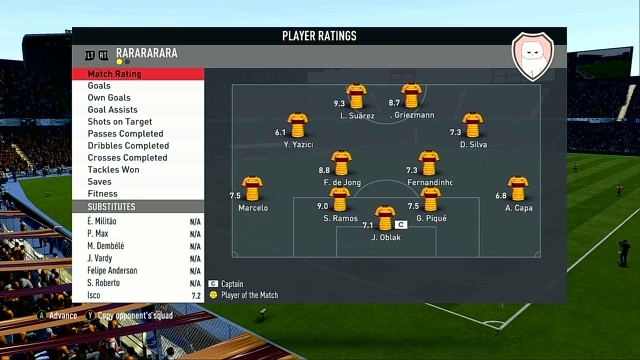 PLAYER RATINGS
LT RT RARARARARA
Match Rating
Goals
Own Goals
Goal Assists
Shots on Target
Passes Completed
Dribbles Completed
Crosses Completed
Tackles Won
Saves
Fitness
SUBSTITUTES
É. Militão N/A
P. Max N/A
M. Dembélé N/A
J. Vardy N/A
Felipe Anderson N/A
S. Roberto N/A
Isco 7.2
9.3 8.7
L. Suárez . Griezmann
6.1 7.3
Y. Yazici D. Silva
8.8 7.3
F. de Jong Fernandinho
7.5 9.0 7.5 6.8
Marcelo S. Ramos G. Piqué A. Capa
7.1 C
J. Oblak
C Captain
Player of the Match
A Advance Y Copy opponent's squad